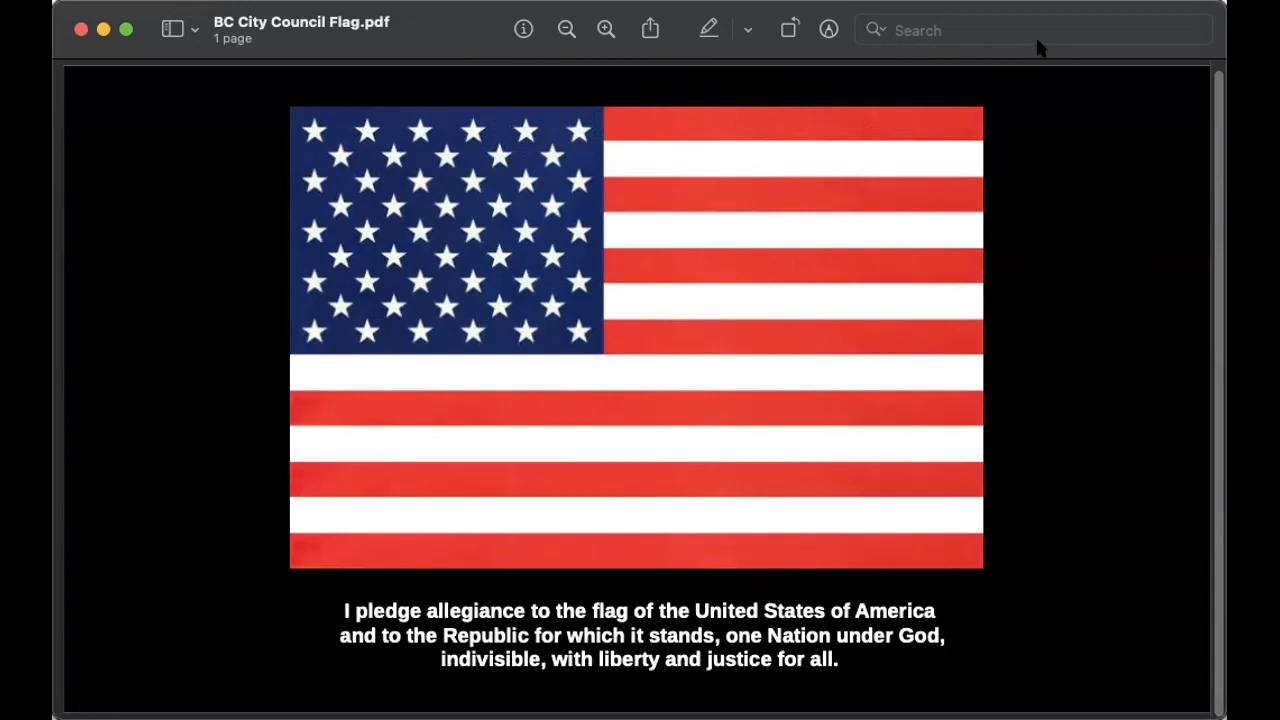 BC City Council Flag.pdf
1 page
Search
I pledge allegiance to the flag of the United States of America
and to the Republic for which it stands, one Nation under God,
indivisible, with liberty and justice for all.